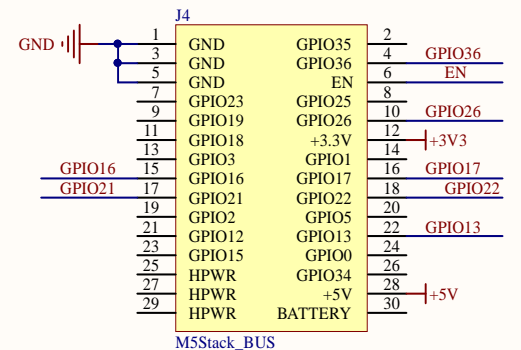 J4
1 GND GPIO35 2
GND 3 GND GPIO36 4 GPIO36
5 GND EN 6 EN
7 GPIO23 GPIO25 8
9 GPIO19 GPIO26 10 GPIO26
11 GPIO18 +3.3V 12 +3V3
13 GPIO3 GPIO1 14
GPIO16 15 GPIO16 GPIO17 16 GPIO17
GPIO21 17 GPIO21 GPIO22 18 GPIO22
19 GPIO2 GPIO5 20
21 GPIO12 GPIO13 22 GPIO13
23 GPIO15 GPIO0 24
25 HPWR GPIO34 26
27 HPWR +5V 28 +5V
29 HPWR BATTERY 30
M5Stack_BUS